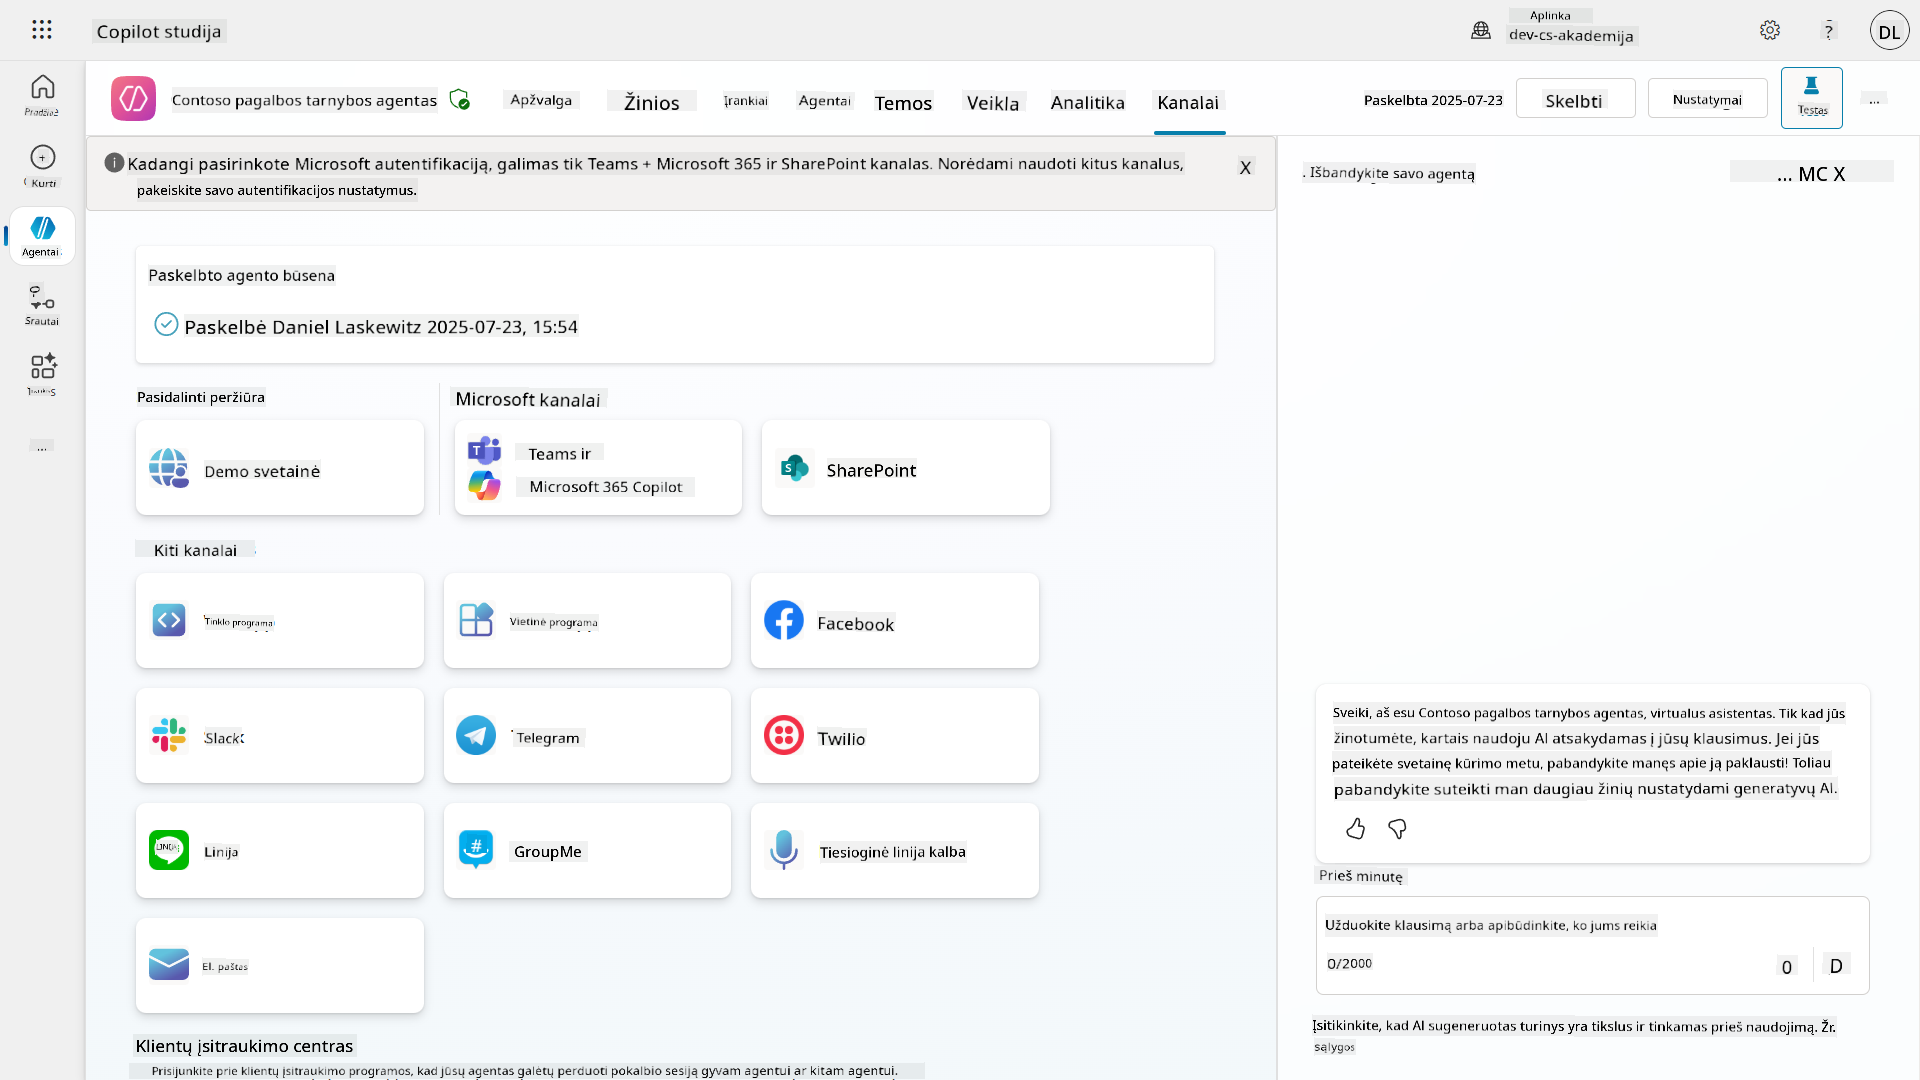 Copilot studija
Aplinka
dev-cs-akademija
?
DL
Pradžia
Kurti
Agentai
Srautai
...
Contoso pagalbos tarnybos agentas
Apžvalga
Žinios
Įrankiai
Agentai
Temos
Veikla
Analitika
Kanalai
Paskelbta 2025-07-23
Skelbti
Nustatymai
Testas
...
Kadangi pasirinkote Microsoft autentifikaciją, galimas tik Teams + Microsoft 365 ir SharePoint kanalas. Norėdami naudoti kitus kanalus,
pakeiskite savo autentifikacijos nustatymus.
X
Paskelbto agento būsena
Paskelbė Daniel Laskewitz 2025-07-23, 15:54
Pasidalinti peržiūra
Microsoft kanalai
Demo svetainė
Teams ir
Microsoft 365 Copilot
SharePoint
Kiti kanalai
Tinklo programa
Vietinė programa
Facebook
Slack
Telegram
Twilio
LINIJA
Linija
GroupMe
Tiesioginė linija kalba
El. paštas
Klientų įsitraukimo centras
Prisijunkite prie klientų įsitraukimo programos, kad jūsų agentas galėtų perduoti pokalbio sesiją gyvam agentui ar kitam agentui.
. Išbandykite savo agentą
... MC X
Sveiki, aš esu Contoso pagalbos tarnybos agentas, virtualus asistentas. Tik kad jūs
žinotumėte, kartais naudoju AI atsakydamas į jūsų klausimus. Jei jūs
pateikėte svetainę kūrimo metu, pabandykite manęs apie ją paklausti! Toliau
pabandykite suteikti man daugiau žinių nustatydami generatyvų AI.
Prieš minutę
Užduokite klausimą arba apibūdinkite, ko jums reikia
0/2000
0
D
Įsitikinkite, kad AI sugeneruotas turinys yra tikslus ir tinkamas prieš naudojimą. Žr.
sąlygos